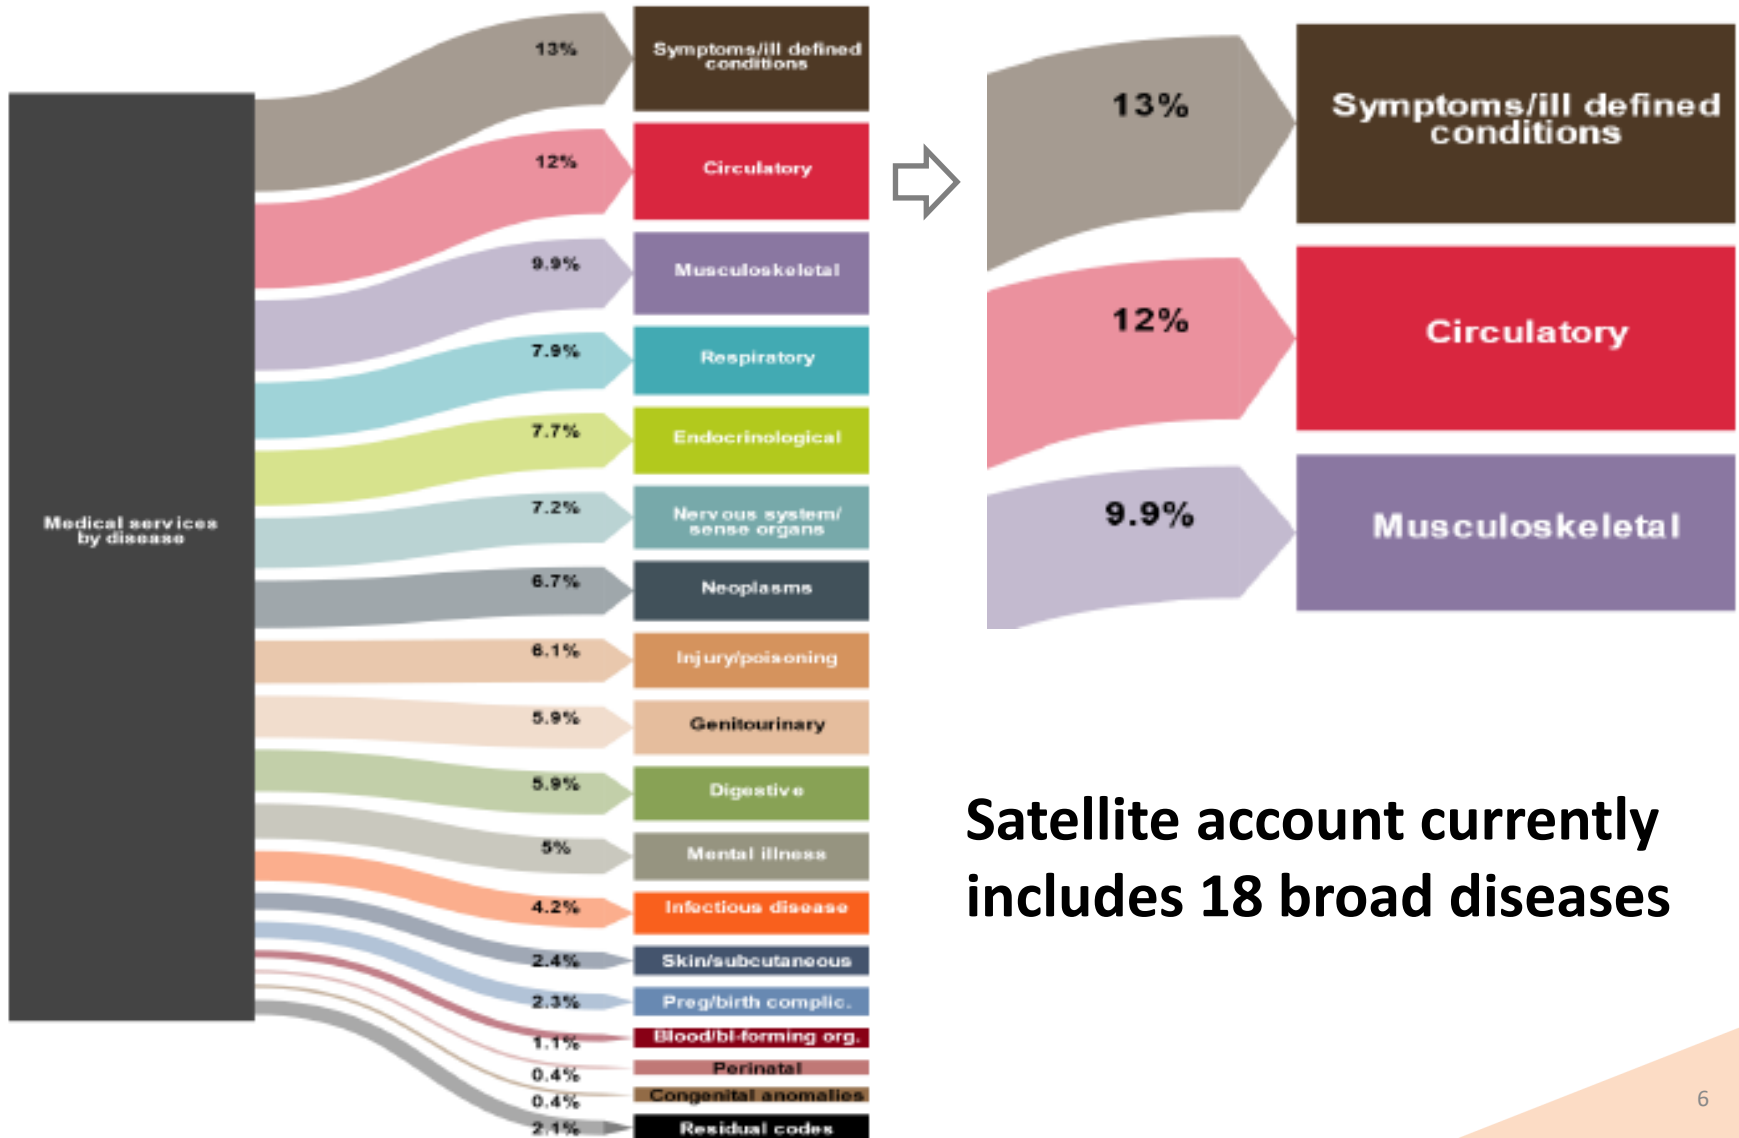 Medical services
by disease
13%
Symptoms/ill defined
conditions
12%
Circulatory
9.9%
Musculoskeletal
7.9%
Respiratory
7.7%
Endocrinological
7.2%
Nervous system/
sense organs
6.7%
Neoplasms
6.1%
Injury/poisoning
5.9%
Genitourinary
5.9%
Digestive
5%
Mental illness
4.2%
Infectious disease
2.4%
Skin/subcutaneous
2.3%
Preg/birth complic.
1.1%
Blood/bl-forming org.
0.4%
Perinatal
0.4%
Congenital anomalies
2.1%
Residual codes
13%
Symptoms/ill defined
conditions
12%
Circulatory
9.9%
Musculoskeletal
Satellite account currently
includes 18 broad diseases
6